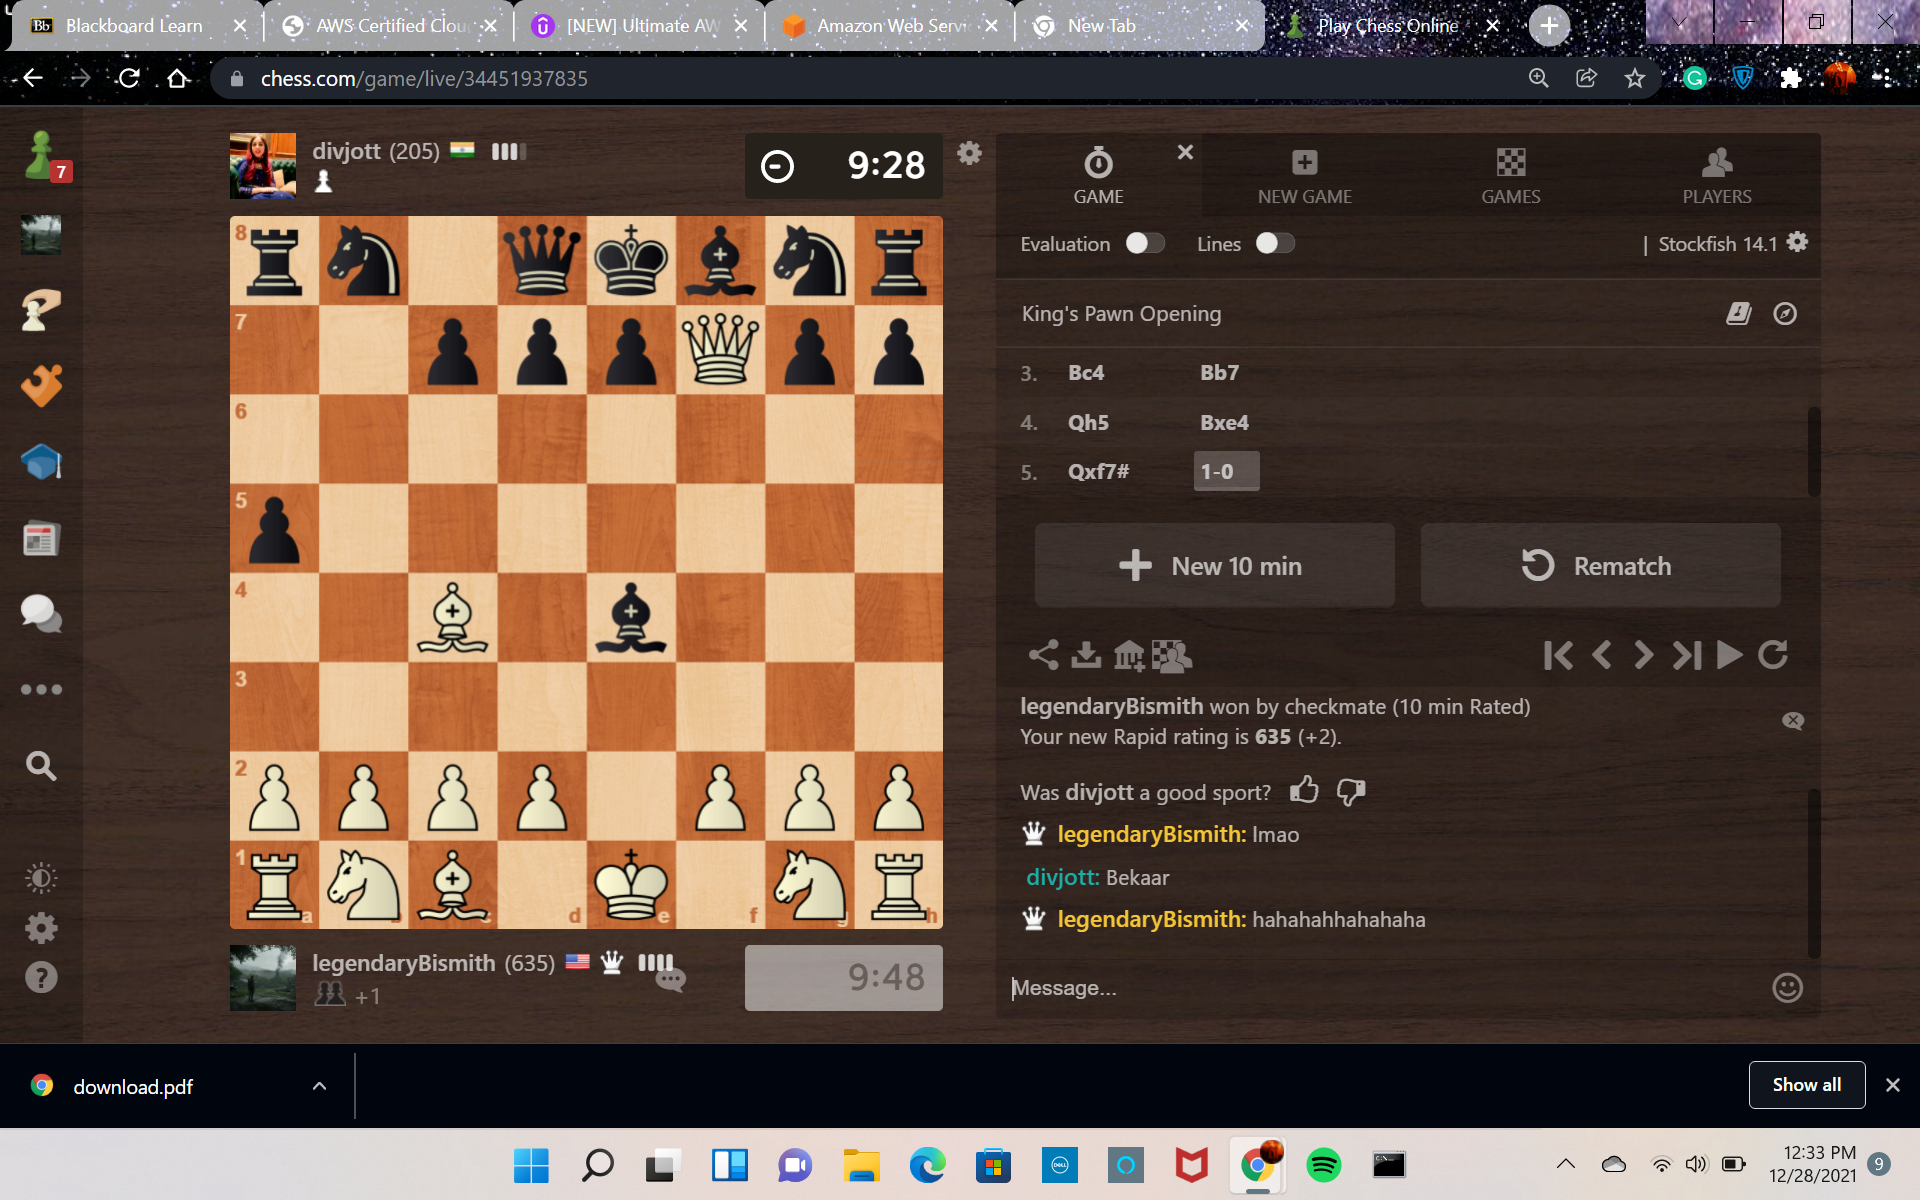 Bb Blackboard Learn
AWS Certified Clou
[NEW] Ultimate AW
Amazon Web Servi
New Tab
Play Chess Online
chess.com/game/live/34451937835
7
divjott (205)
9:28
GAME
NEW GAME
GAMES
PLAYERS
Evaluation
Lines
| Stockfish 14.1
King's Pawn Opening
3. Bc4 Bb7
4. Qh5 Bxe4
5. Qxf7# 1-0
New 10 min
Rematch
legendaryBismith won by checkmate (10 min Rated)
Your new Rapid rating is 635 (+2).
Was divjott a good sport?
legendaryBismith: lmao
divjott: Bekaar
legendaryBismith: hahahahhahahaha
Message...
8
7
6
5
4
3
2
1
a b c d e f g h
legendaryBismith (635)
+1
9:48
download.pdf
Show all
DELL
12:33 PM
12/28/2021
9